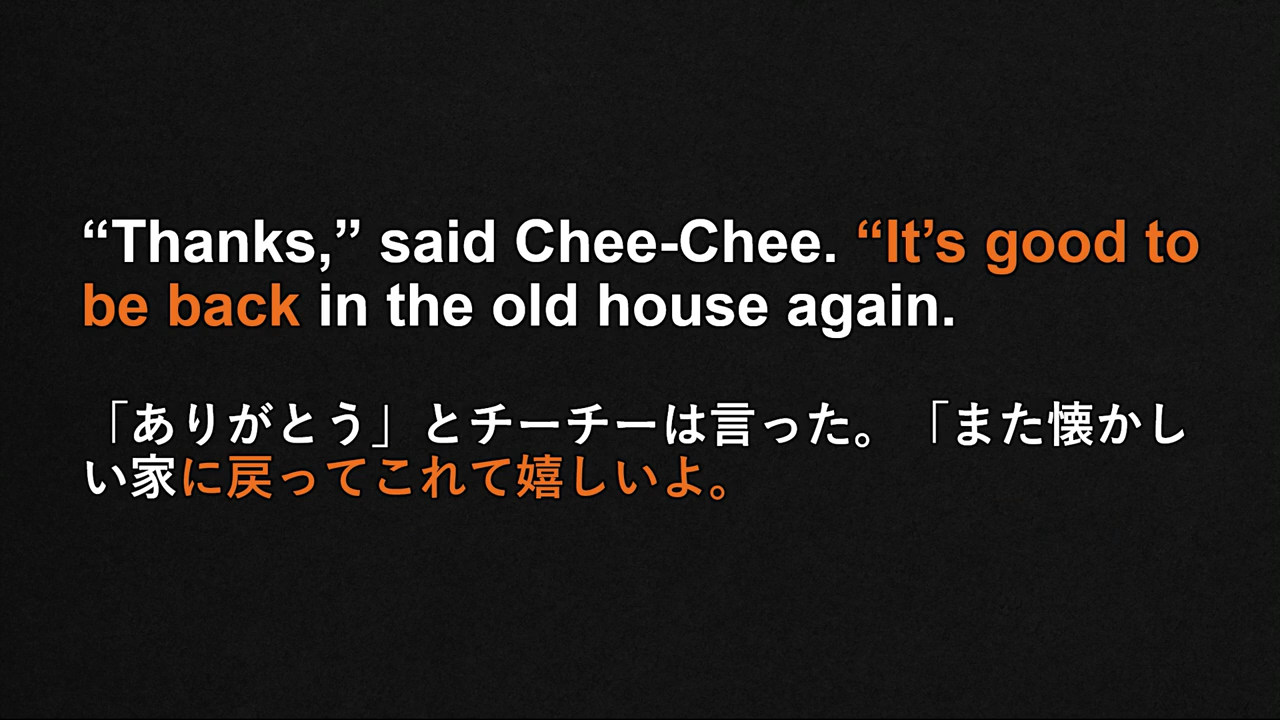 “Thanks,” said Chee-Chee. “It’s good to
be back in the old house again.
「ありがとう」とチーチーは言った。「また懐かし
い家に戻ってこれて嬉しいよ。